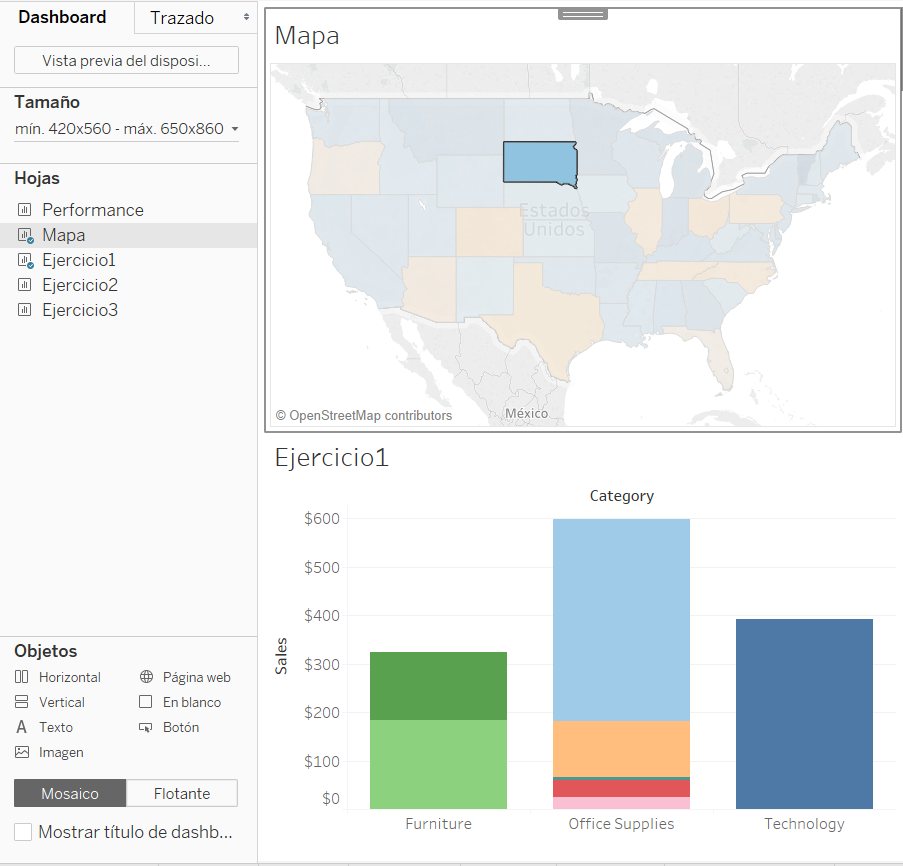 Dashboard
Trazado
Vista previa del disposi...
Tamaño
mín. 420x560 - máx. 650x860
Hojas
Performance
Mapa
Ejercicio1
Ejercicio2
Ejercicio3
Objetos
Horizontal
Página web
Vertical
En blanco
A Texto
Botón
Imagen
Mosaico
Flotante
Mostrar título de dashb...
Mapa
Estados
Unidos
México
© OpenStreetMap contributors
Ejercicio1
Category
$600
$500
$400
$300
$200
$100
$0
Sales
Furniture
Office Supplies
Technology